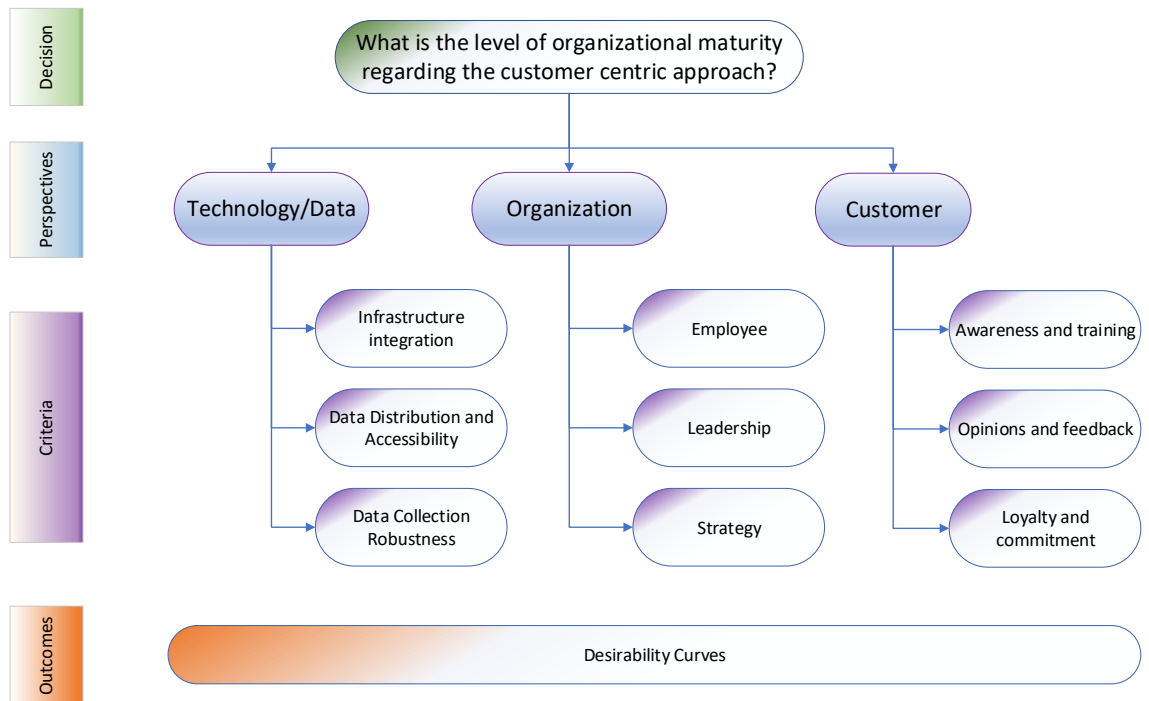 Decision
What is the level of organizational maturity
regarding the customer centric approach?
Perspectives
Technology/Data
Organization
Customer
Criteria
Infrastructure
integration
Employee
Awareness and training
Data Distribution and
Accessibility
Leadership
Opinions and feedback
Data Collection
Robustness
Strategy
Loyalty and
commitment
Outcomes
Desirability Curves